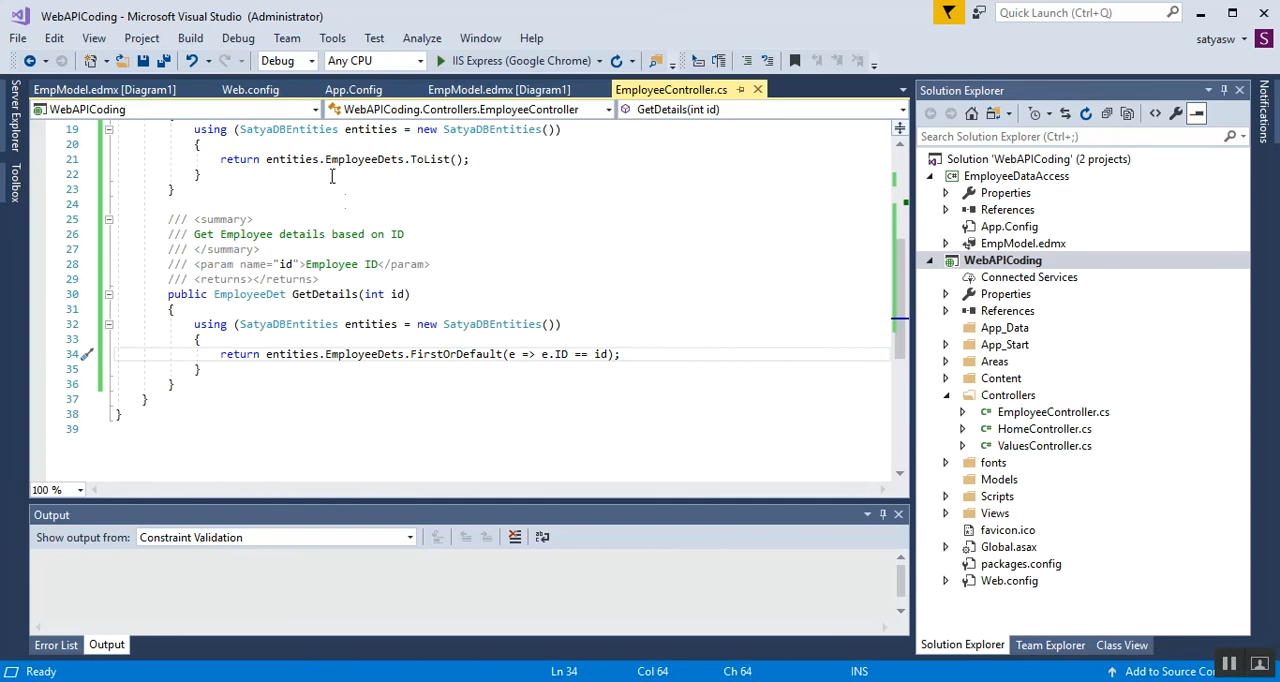 WebAPICoding - Microsoft Visual Studio (Administrator)
Quick Launch (Ctrl+Q)
File Edit View Project Build Debug Team Tools Test Analyze Window Help
satyasw S
Debug Any CPU IIS Express (Google Chrome)
Server Explorer
Toolbox
Notifications
EmpModel.edmx [Diagram1] Web.config App.Config EmpModel.edmx [Diagram1] EmployeeController.cs
WebAPICoding WebAPICoding.Controllers.EmployeeController GetDetails(int id)
19 using (SatyaDBEntities entities = new SatyaDBEntities())
20 {
21 return entities.EmployeeDets.ToList();
22 }
23 }
24
25 /// <summary>
26 /// Get Employee details based on ID
27 /// </summary>
28 /// <param name="id">Employee ID</param>
29 /// <returns></returns>
30 public EmployeeDet GetDetails(int id)
31 {
32 using (SatyaDBEntities entities = new SatyaDBEntities())
33 {
34 return entities.EmployeeDets.FirstOrDefault(e => e.ID == id);
35 }
36 }
37 }
38 }
39
100 %
Output
Show output from: Constraint Validation
Error List Output
Solution Explorer
Search Solution Explorer (Ctrl+;)
Solution 'WebAPICoding' (2 projects)
EmployeeDataAccess
Properties
References
App.Config
EmpModel.edmx
WebAPICoding
Connected Services
Properties
References
App_Data
App_Start
Areas
Content
Controllers
EmployeeController.cs
HomeController.cs
ValuesController.cs
fonts
Models
Scripts
Views
favicon.ico
Global.asax
packages.config
Web.config
Solution Explorer Team Explorer Class View
Ready Ln 34 Col 64 Ch 64 INS Add to Source Co